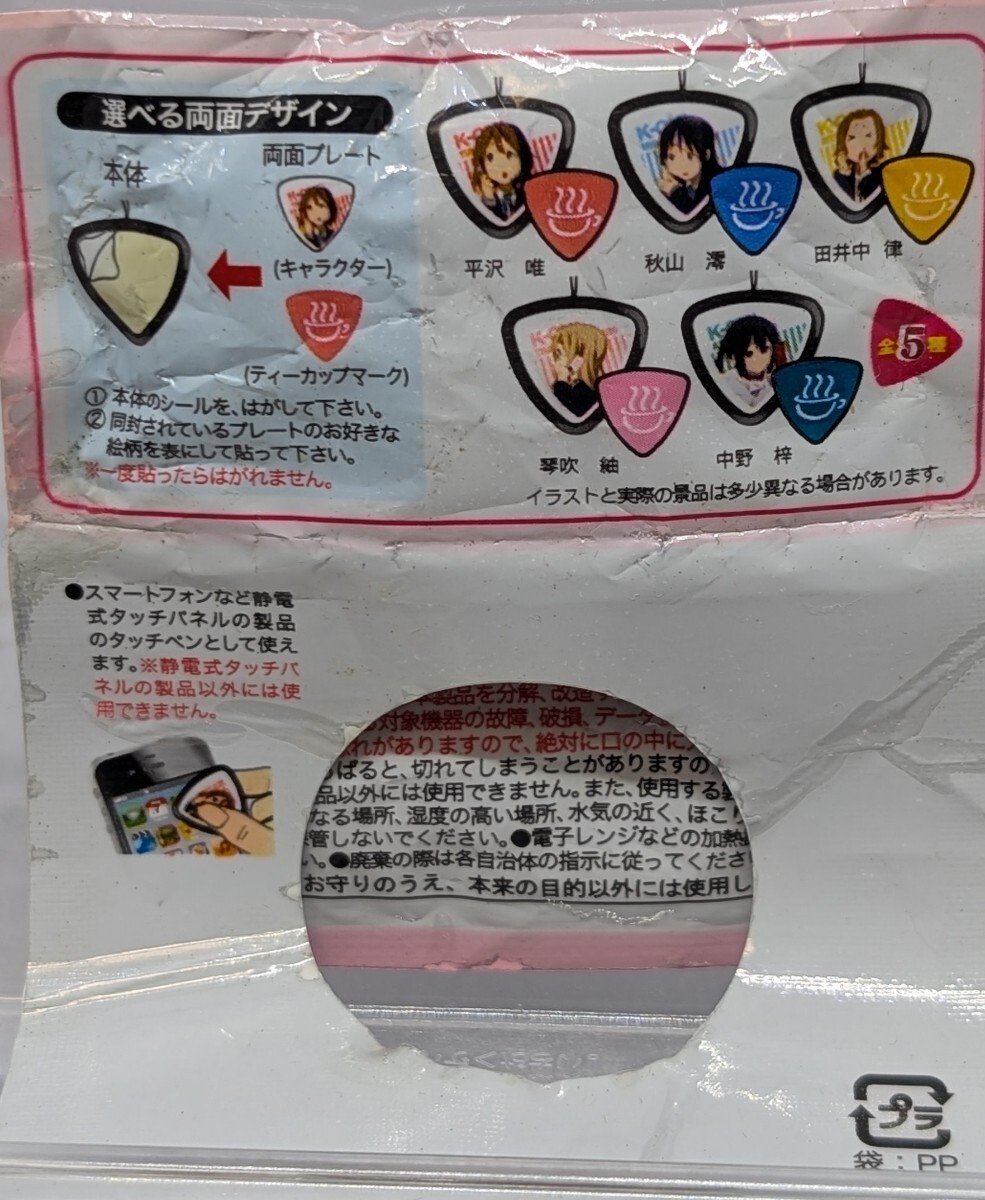 選べる両面デザイン
本体
両面プレート
(キャラクター)
(ティーカップマーク)
① 本体のシールを、はがして下さい。
② 同封されているプレートのお好きな
絵柄を表にして貼って下さい。
※一度貼ったらはがれません。
平沢 唯
秋山 澪
田井中 律
琴吹 紬
中野 梓
全5種
イラストと実際の景品は多少異なる場合があります。
●スマートフォンなど静電
式タッチパネルの製品
のタッチペンとして使え
ます。※静電式タッチパ
ネルの製品以外には使
用できません。
製品を分解、改造
対象機器の故障、破損、データ
れがありますので、絶対に口の中に
ぱると、切れてしまうことがありますの
品以外には使用できません。また、使用する
なる場所、湿度の高い場所、水気の近く、ほこり
管しないでください。●電子レンジなどの加熱
い。●廃棄の際は各自治体の指示に従ってくださ
お守りのうえ、本来の目的以外には使用し
プラ
袋：PP